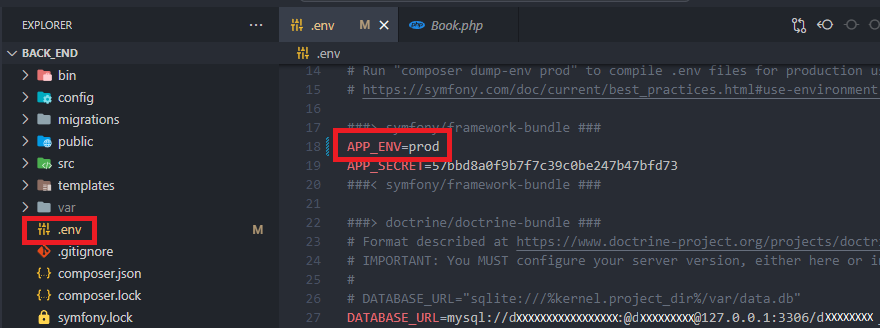 EXPLORER
···
.env M
Book.php
BACK_END
.env
bin
config
migrations
public
src
templates
var
.env M
.gitignore
composer.json
composer.lock
symfony.lock
14 # Run "composer dump-env prod" to compile .env files for production us
15 # https://symfony.com/doc/current/best_practices.html#use-environment
16
17 ###> symfony/framework-bundle ###
18 APP_ENV=prod
19 APP_SECRET=57bbd8a0f9b7f7c39c0be247b47bfd73
20 ###< symfony/framework-bundle ###
21
22 ###> doctrine/doctrine-bundle ###
23 # Format described at https://www.doctrine-project.org/projects/doctri
24 # IMPORTANT: You MUST configure your server version, either here or in
25 #
26 # DATABASE_URL="sqlite:///%kernel.project_dir%/var/data.db"
27 DATABASE_URL=mysql://dXXXXXXXXXXXXXXXXX:@dXXXXXXXXX@127.0.0.1:3306/dXXXXXXXX